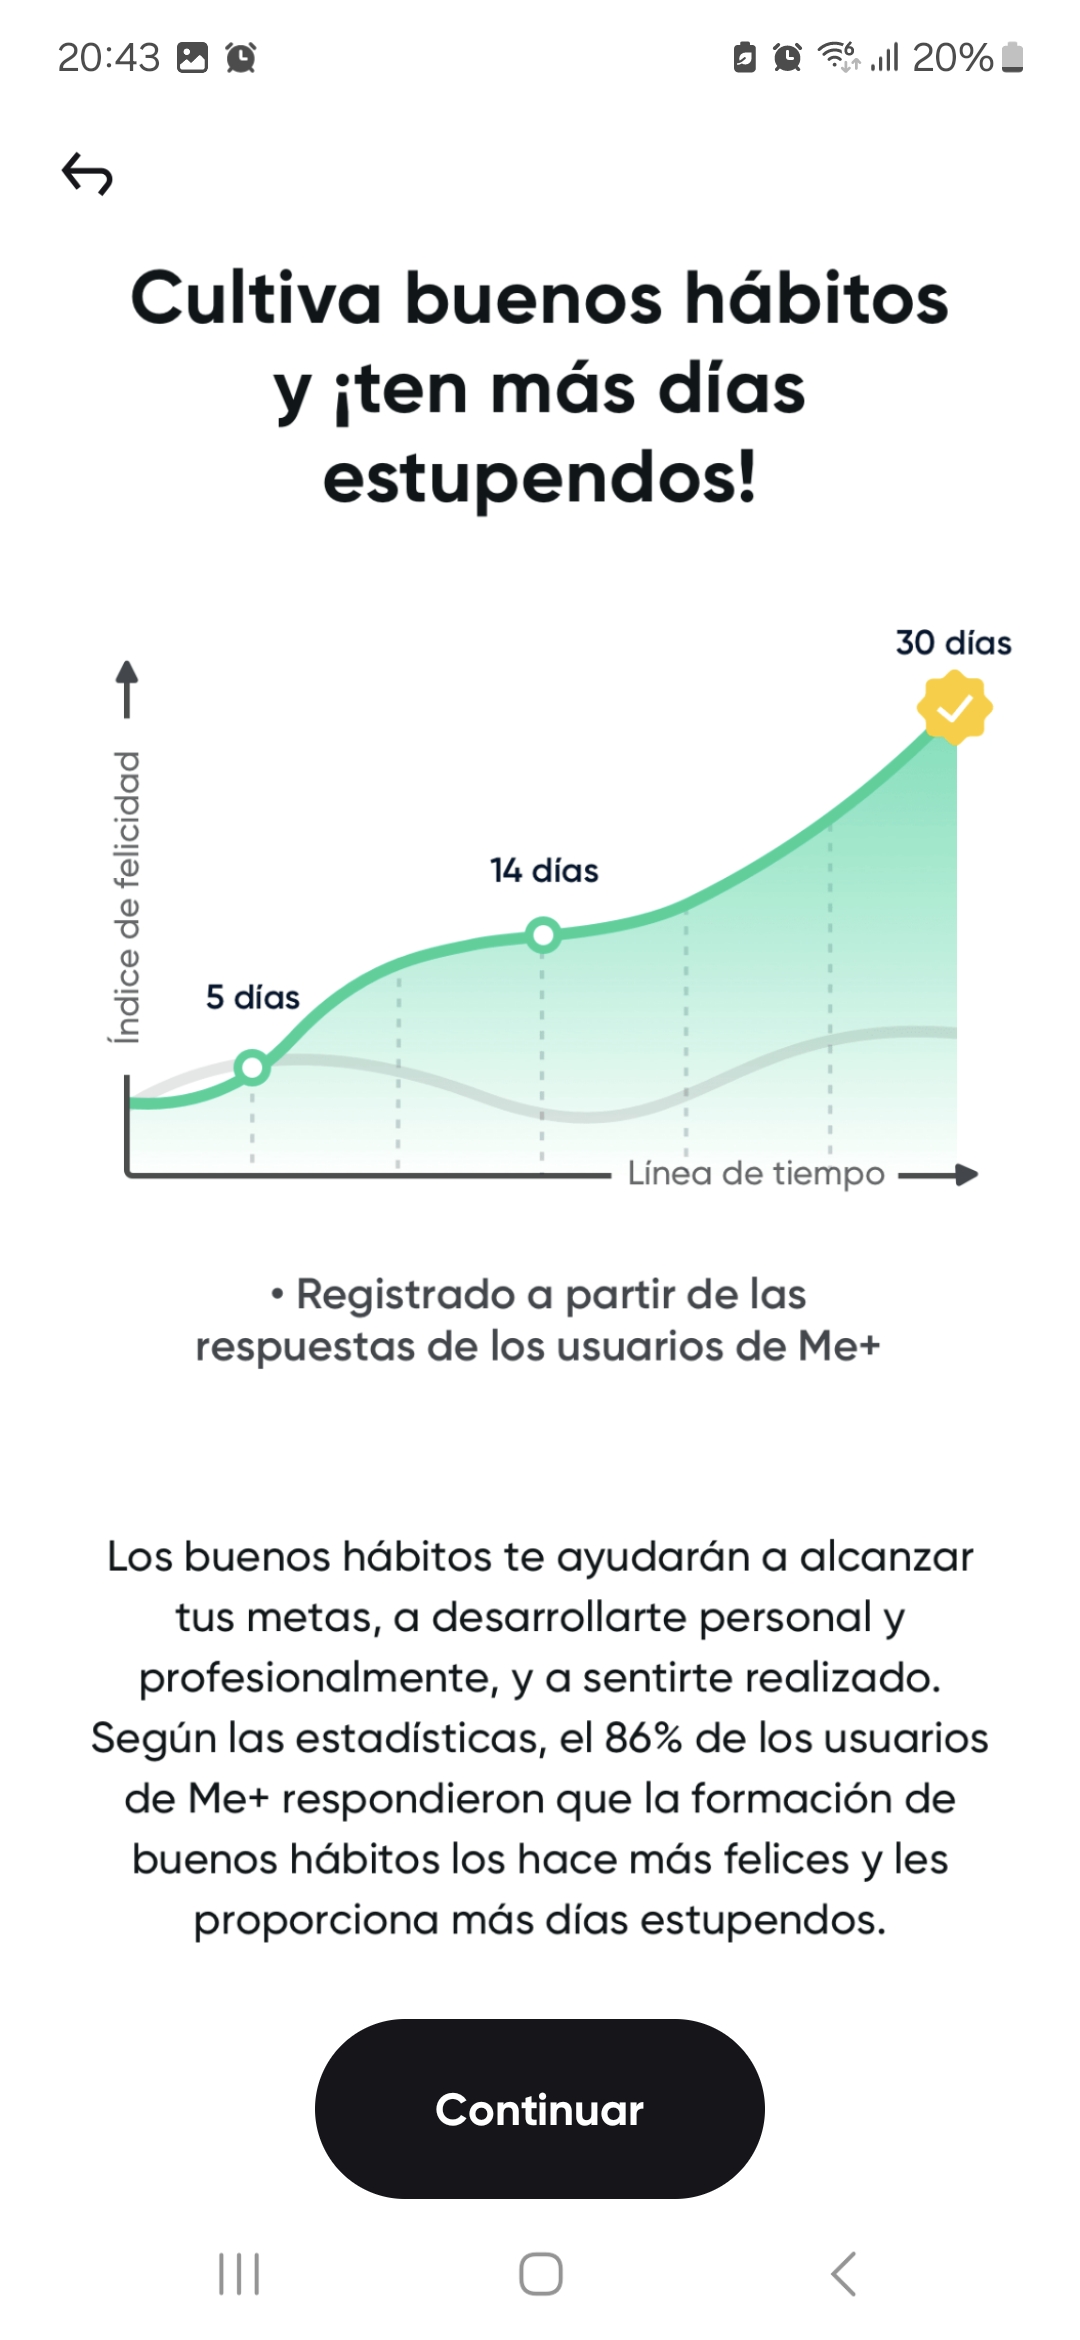 20:43
20%
Cultiva buenos hábitos
y ¡ten más días
estupendos!
30 días
14 días
5 días
Índice de felicidad
Línea de tiempo
• Registrado a partir de las
respuestas de los usuarios de Me+
Los buenos hábitos te ayudarán a alcanzar
tus metas, a desarrollarte personal y
profesionalmente, y a sentirte realizado.
Según las estadísticas, el 86% de los usuarios
de Me+ respondieron que la formación de
buenos hábitos los hace más felices y les
proporciona más días estupendos.
Continuar